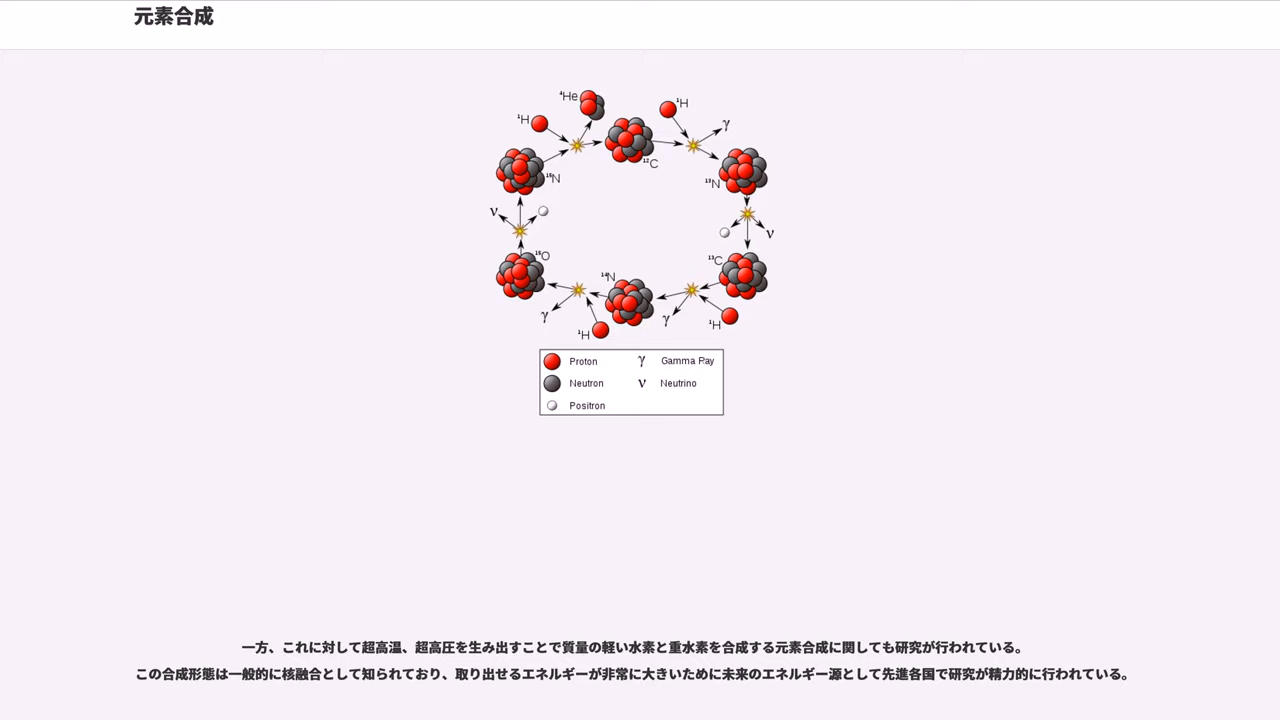 元素合成
⁴He
¹H
¹H
γ
¹²C
¹⁵N
¹³N
ν
ν
¹⁵O
¹³C
¹⁴N
γ
γ
¹H
¹H
Proton γ Gamma Ray
Neutron ν Neutrino
Positron
一方、これに対して超高温、超高圧を生み出すことで質量の軽い水素と重水素を合成する元素合成に関しても研究が行われている。
この合成形態は一般的に核融合として知られており、取り出せるエネルギーが非常に大きいために未来のエネルギー源として先進各国で研究が精力的に行われている。